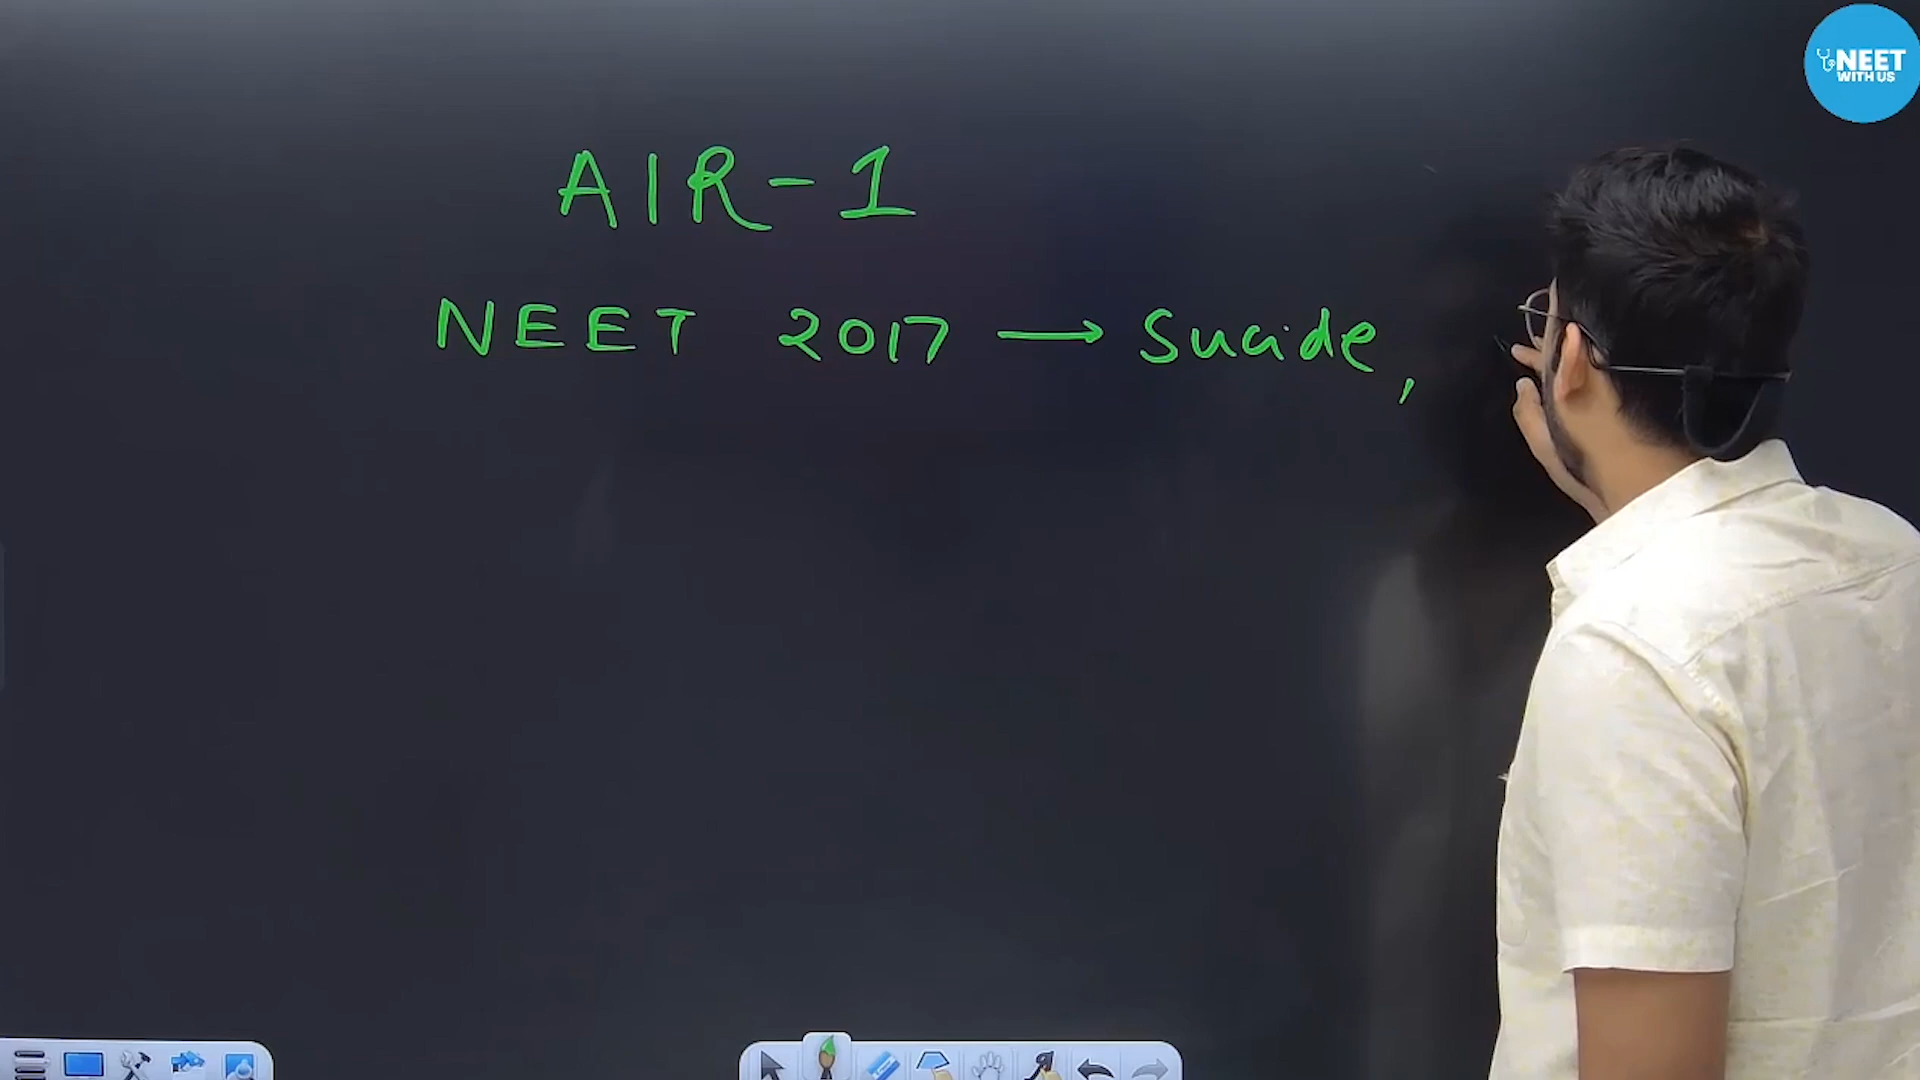 NEET
WITH US
AIR-1
NEET 2017 → Sucide,